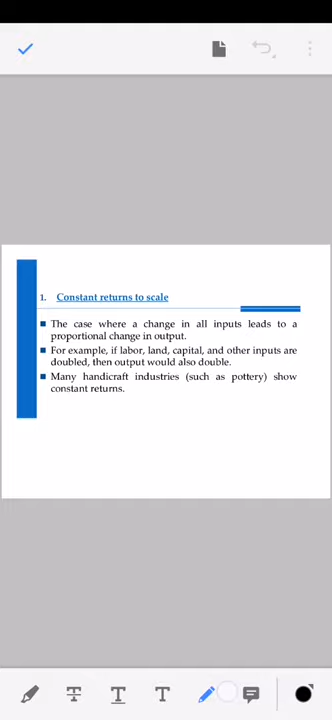 1. Constant returns to scale
■ The case where a change in all inputs leads to a
proportional change in output.
■ For example, if labor, land, capital, and other inputs are
doubled, then output would also double.
■ Many handicraft industries (such as pottery) show
constant returns.
T T T